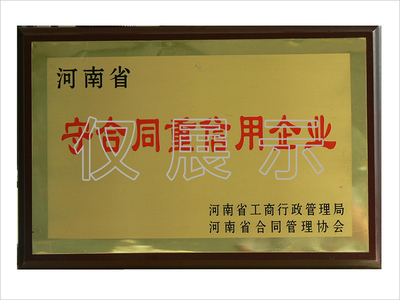 河南省
守合同重信用企业
仅展示
河南省工商行政管理局
河南省合同管理协会